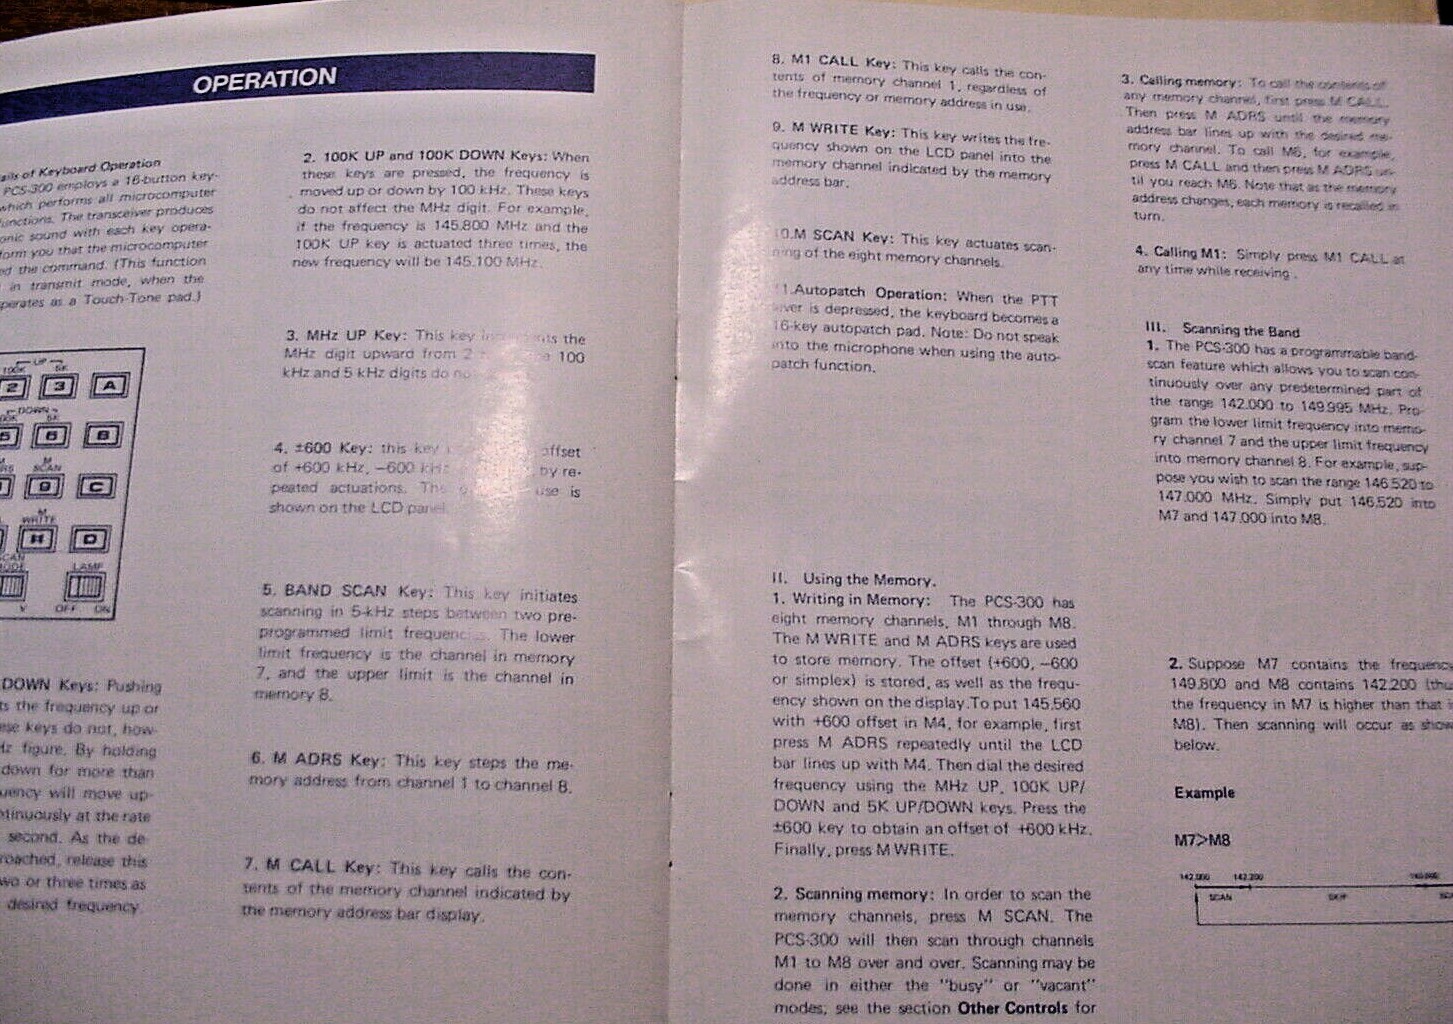 OPERATION
ails of Keyboard Operation
PCS-300 employs a 16-button key-
which performs all microcomputer
unctions. The transceiver produces
onic sound with each key opera-
form you that the microcomputer
ed the command. (This function
in transmit mode, when the
perates as a Touch-Tone pad.)
UP
100K 5K
2 3 A
DOWN
5K
5 6 B
M
SCAN
9 C
M
WRITE
# D
LAMP
OFF ON
DOWN Keys: Pushing
ts the frequency up or
ese keys do not, how-
Hz figure. By holding
down for more than
uency will move up-
ntinuously at the rate
second. As the de-
roached, release this
wo or three times as
desired frequency.
2. 100K UP and 100K DOWN Keys: When
these keys are pressed, the frequency is
moved up or down by 100 kHz. These keys
do not affect the MHz digit. For example,
if the frequency is 145.800 MHz and the
100K UP key is actuated three times, the
new frequency will be 145.100 MHz.
3. MHz UP Key: This key the
MHz digit upward from 2 100
kHz and 5 kHz digits do
4. ±600 Key: this key offset
of +600 kHz, −600 kHz by re-
peated actuations. The use is
shown on the LCD panel
5. BAND SCAN Key: This key initiates
scanning in 5-kHz steps between two pre-
programmed limit The lower
limit frequency is the channel in memory
7, and the upper limit is the channel in
memory 8.
6. M ADRS Key: This key steps the me-
mory address from channel 1 to channel 8.
7. M CALL Key: This key calls the con-
tents of the memory channel indicated by
the memory address bar display.
8. M1 CALL Key: This key calls the con-
tents of memory channel 1, regardless of
the frequency or memory address in use.
9. M WRITE Key: This key writes the fre-
quency shown on the LCD panel into the
memory channel indicated by the memory
address bar.
10.M SCAN Key: This key actuates scan-
ning of the eight memory channels.
11.Autopatch Operation: When the PTT
is depressed, the keyboard becomes a
16-key autopatch pad. Note: Do not speak
into the microphone when using the auto-
patch function.
II. Using the Memory.
1. Writing in Memory: The PCS-300 has
eight memory channels, M1 through M8.
The M WRITE and M ADRS keys are used
to store memory. The offset (+600, −600
or simplex) is stored, as well as the frequ-
ency shown on the display.To put 145.560
with +600 offset in M4, for example, first
press M ADRS repeatedly until the LCD
bar lines up with M4. Then dial the desired
frequency using the MHz UP, 100K UP/
DOWN and 5K UP/DOWN keys. Press the
±600 key to obtain an offset of +600 kHz.
Finally, press M WRITE.
2. Scanning memory: In order to scan the
memory channels, press M SCAN. The
PCS-300 will then scan through channels
M1 to M8 over and over. Scanning may be
done in either the "busy" or "vacant"
modes; see the section Other Controls for
3. Calling memory: To call the contents of
any memory channel, first press M CALL.
Then press M ADRS until the memory
address bar lines up with the desired me-
mory channel. To call M6, for example,
press M CALL and then press M ADRS un-
til you reach M6. Note that as the memory
address changes, each memory is recalled in
turn.
4. Calling M1: Simply press M1 CALL at
any time while receiving .
III. Scanning the Band
1. The PCS-300 has a programmable band-
scan feature which allows you to scan con-
tinuously over any predetermined part of
the range 142.000 to 149.995 MHz. Pro-
gram the lower limit frequency into memo-
ry channel 7 and the upper limit frequency
into memory channel 8. For example, sup-
pose you wish to scan the range 146.520 to
147.000 MHz. Simply put 146.520 into
M7 and 147.000 into M8.
2. Suppose M7 contains the frequency
149.800 and M8 contains 142.200 (thu
the frequency in M7 is higher than that i
M8). Then scanning will occur as show
below.
Example
M7>M8
142.000 142.200
SCAN SKIP